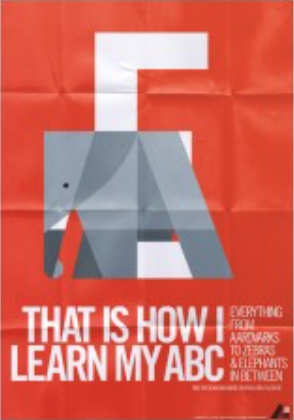 THAT IS HOW I
LEARN MY ABC
EVERYTHING
FROM
AARDVARKS
TO ZEBRAS
& ELEPHANTS
IN BETWEEN